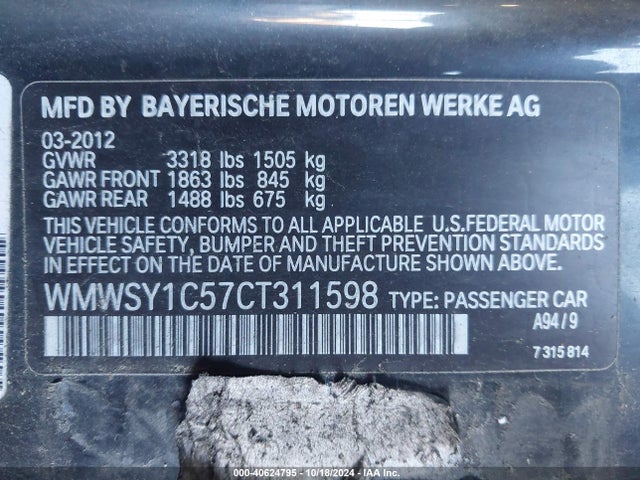 MFD BY BAYERISCHE MOTOREN WERKE AG
03-2012
GVWR 3318 lbs 1505 kg
GAWR FRONT 1863 lbs 845 kg
GAWR REAR 1488 lbs 675 kg
THIS VEHICLE CONFORMS TO ALL APPLICABLE U.S.FEDERAL MOTOR
VEHICLE SAFETY, BUMPER AND THEFT PREVENTION STANDARDS
IN EFFECT ON THE DATE OF MANUFACTURE SHOWN ABOVE.
WMWSY1C57CT311598 TYPE: PASSENGER CAR
A94/9
7315814
000-40624795 - 10/18/2024 - IAA Inc.